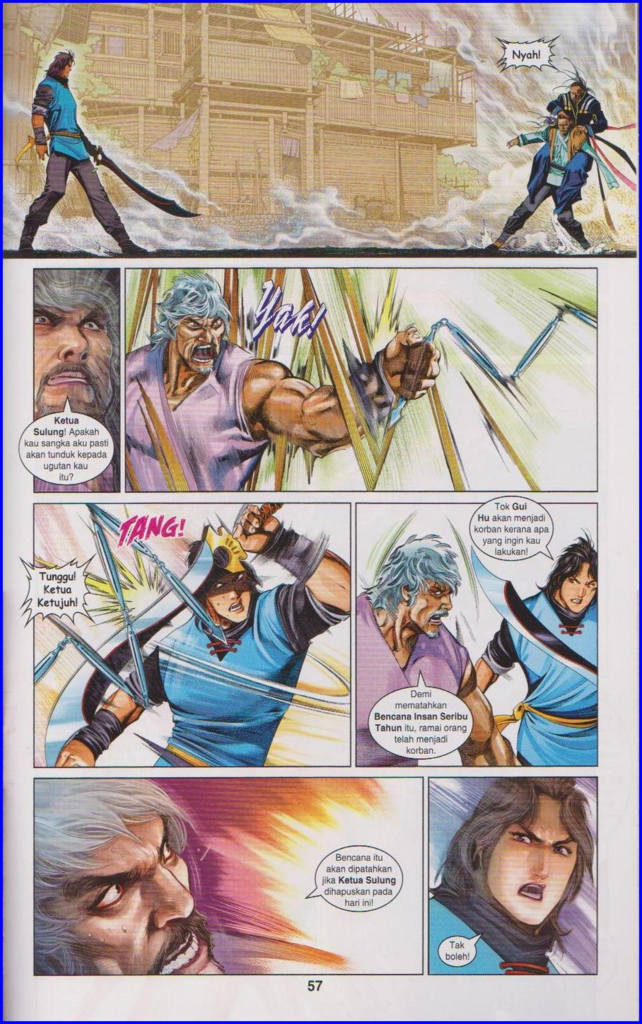 Nyah!
Yak!
Ketua
Sulung! Apakah
kau sangka aku pasti
akan tunduk kepada
ugutan kau
itu?
TANG!
Tunggu!
Ketua
Ketujuh!
Tok Gui
Hu akan menjadi
korban kerana apa
yang ingin kau
lakukan!
Demi
mematahkan
Bencana Insan Seribu
Tahun itu, ramai orang
telah menjadi
korban.
Bencana itu
akan dipatahkan
jika Ketua Sulung
dihapuskan pada
hari ini!
Tak
boleh!
57